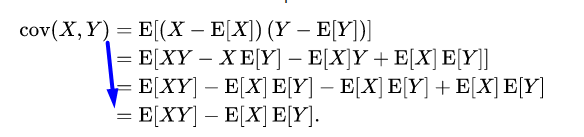 cov(X, Y) = E[(X − E[X]) (Y − E[Y])]
= E[XY − X E[Y] − E[X]Y + E[X] E[Y]]
= E[XY] − E[X] E[Y] − E[X] E[Y] + E[X] E[Y]
= E[XY] − E[X] E[Y].